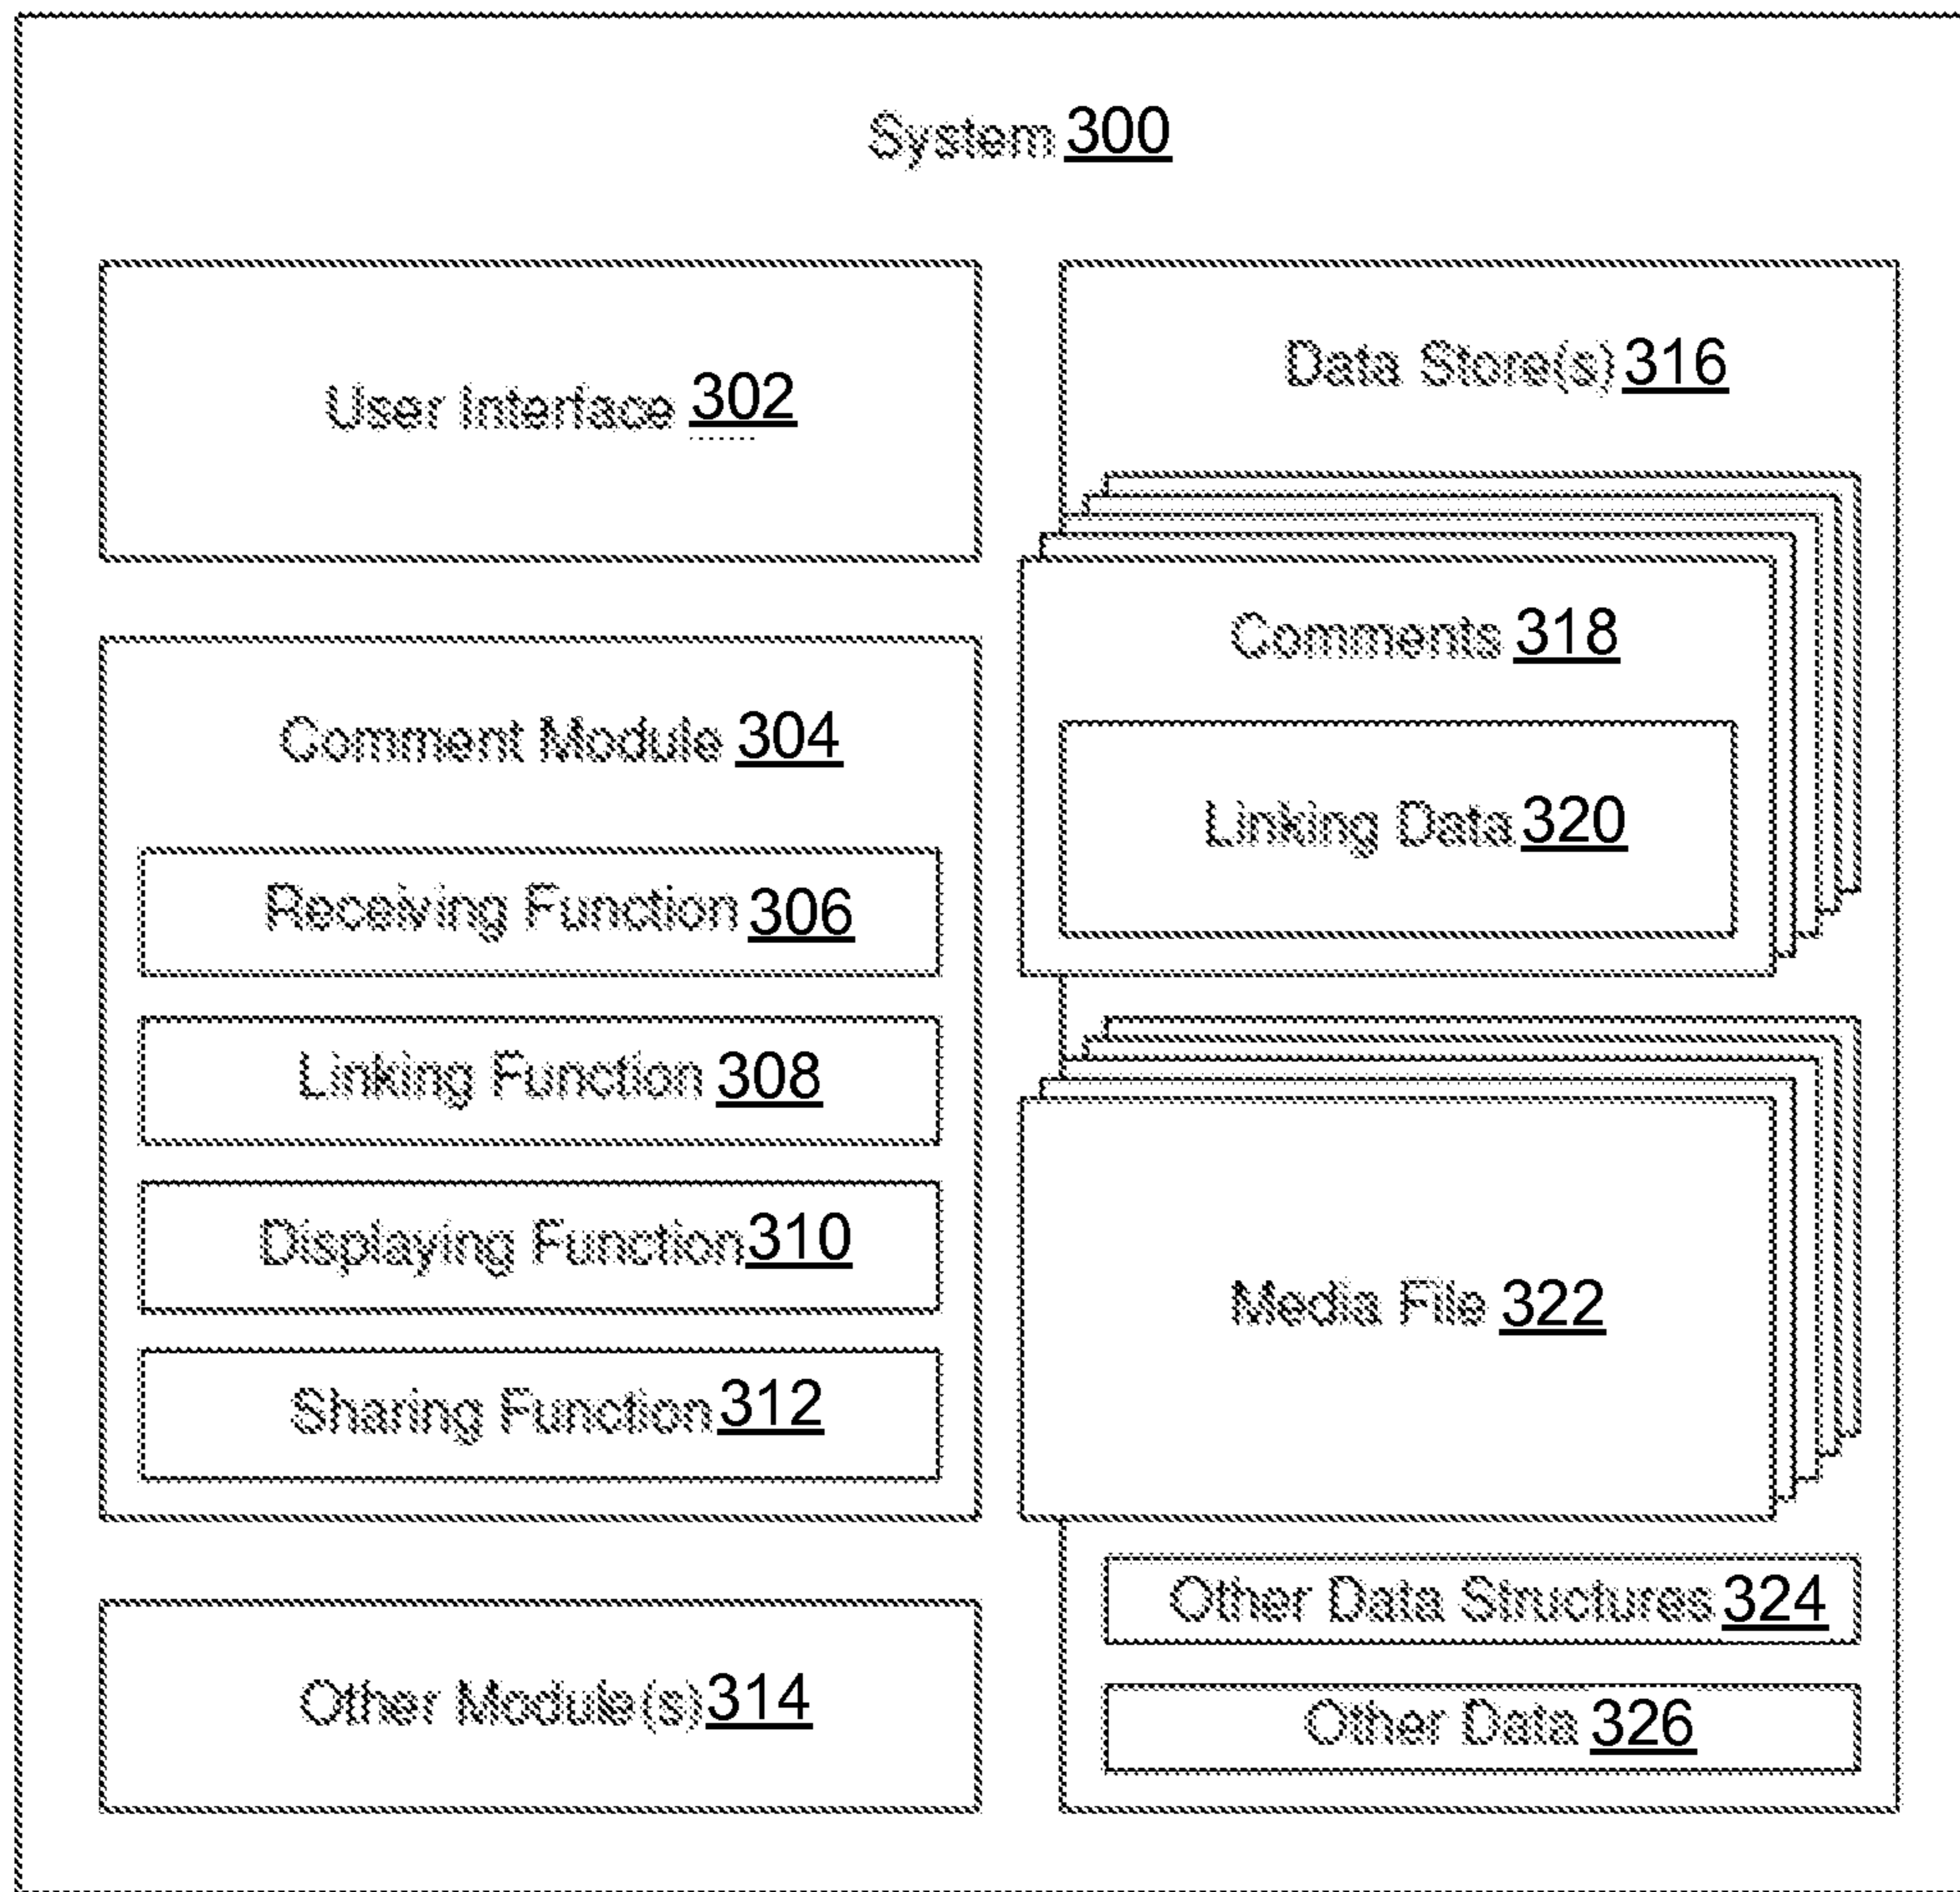 System 300
User Interface 302
Comment Module 304
Receiving Function 306
Linking Function 308
Displaying Function 310
Sharing Function 312
Other Module(s) 314
Data Store(s) 316
Comments 318
Linking Data 320
Media File 322
Other Data Structures 324
Other Data 326